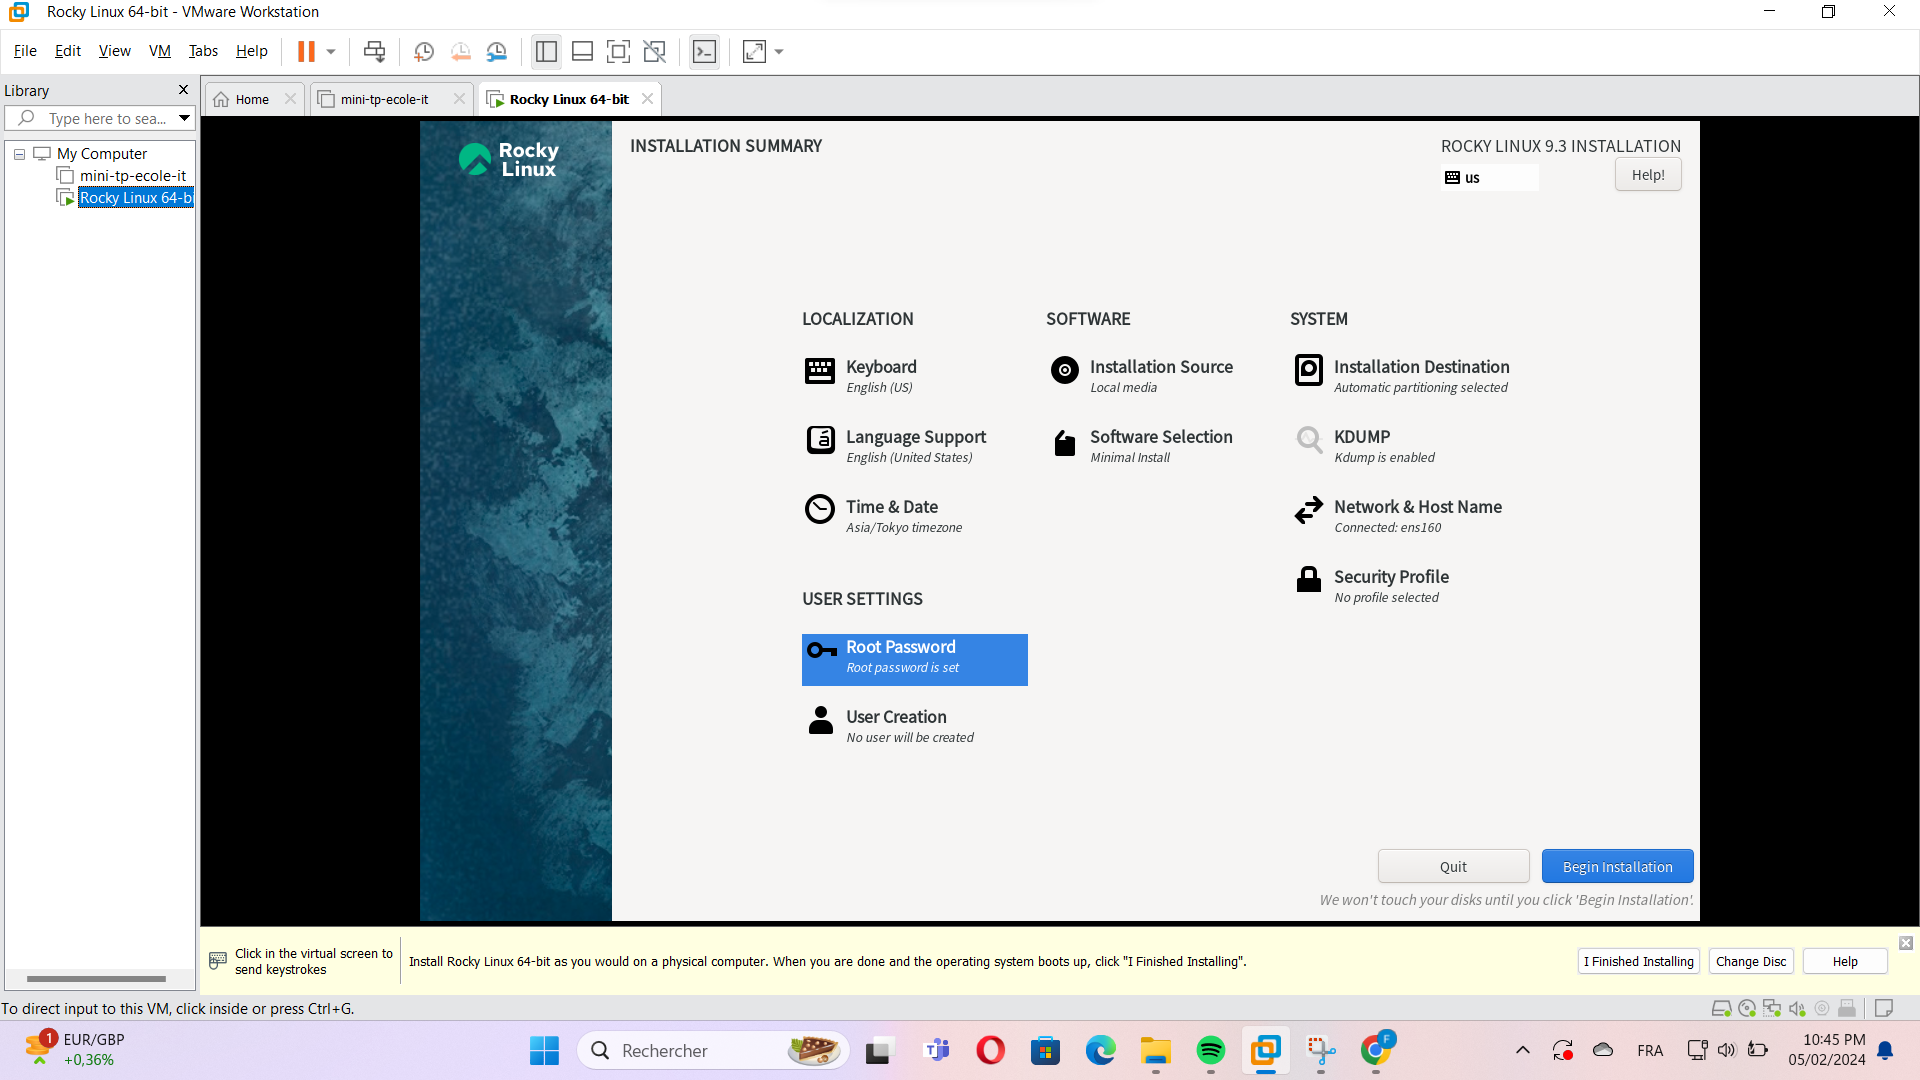 Rocky Linux 64-bit - VMware Workstation
File Edit View VM Tabs Help
Library
Home
mini-tp-ecole-it
Rocky Linux 64-bit
Type here to sea...
My Computer
mini-tp-ecole-it
Rocky Linux 64-bi
Rocky
Linux
INSTALLATION SUMMARY
ROCKY LINUX 9.3 INSTALLATION
us
Help!
LOCALIZATION
Keyboard
English (US)
Language Support
English (United States)
Time & Date
Asia/Tokyo timezone
SOFTWARE
Installation Source
Local media
Software Selection
Minimal Install
SYSTEM
Installation Destination
Automatic partitioning selected
KDUMP
Kdump is enabled
Network & Host Name
Connected: ens160
Security Profile
No profile selected
USER SETTINGS
Root Password
Root password is set
User Creation
No user will be created
Quit
Begin Installation
We won't touch your disks until you click 'Begin Installation'.
Click in the virtual screen to
send keystrokes
Install Rocky Linux 64-bit as you would on a physical computer. When you are done and the operating system boots up, click "I Finished Installing".
I Finished Installing
Change Disc
Help
To direct input to this VM, click inside or press Ctrl+G.
1
EUR/GBP
+0,36%
Rechercher
F
FRA
10:45 PM
05/02/2024